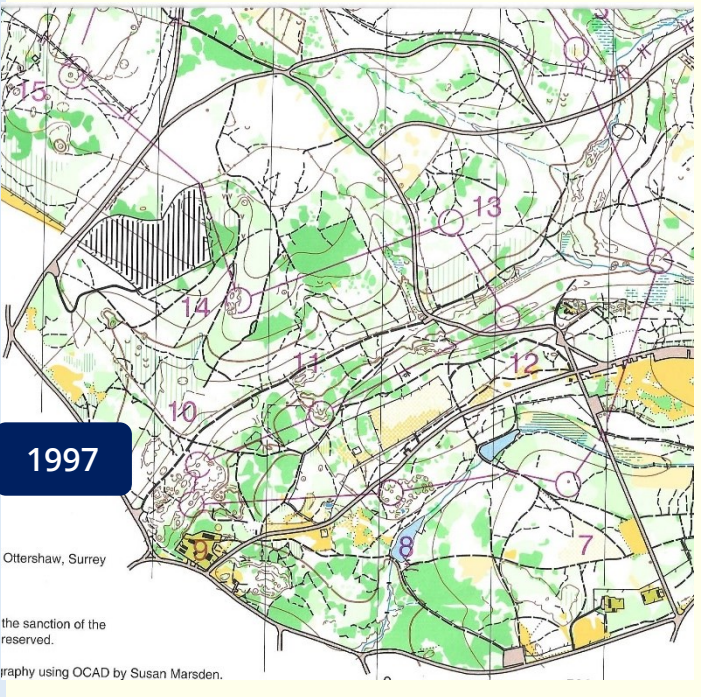 15
13
14
11
12
10
1997
7
8
9
Ottershaw, Surrey
the sanction of the
reserved.
graphy using OCAD by Susan Marsden.